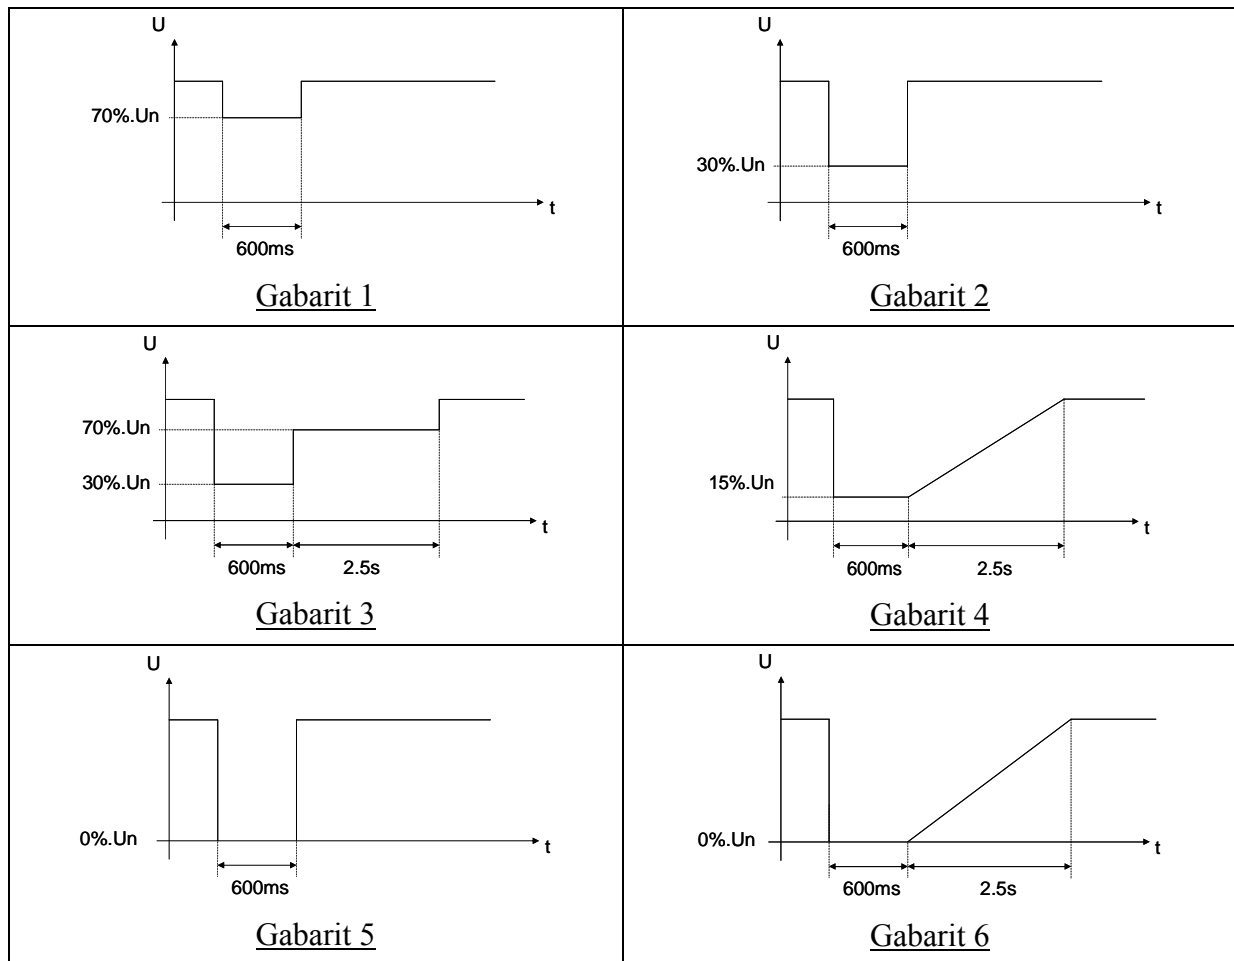 U
70%.Un
t
600ms
Gabarit 1
U
30%.Un
t
600ms
Gabarit 2
U
70%.Un
30%.Un
t
600ms 2.5s
Gabarit 3
U
15%.Un
t
600ms 2.5s
Gabarit 4
U
0%.Un
t
600ms
Gabarit 5
U
0%.Un
t
600ms 2.5s
Gabarit 6